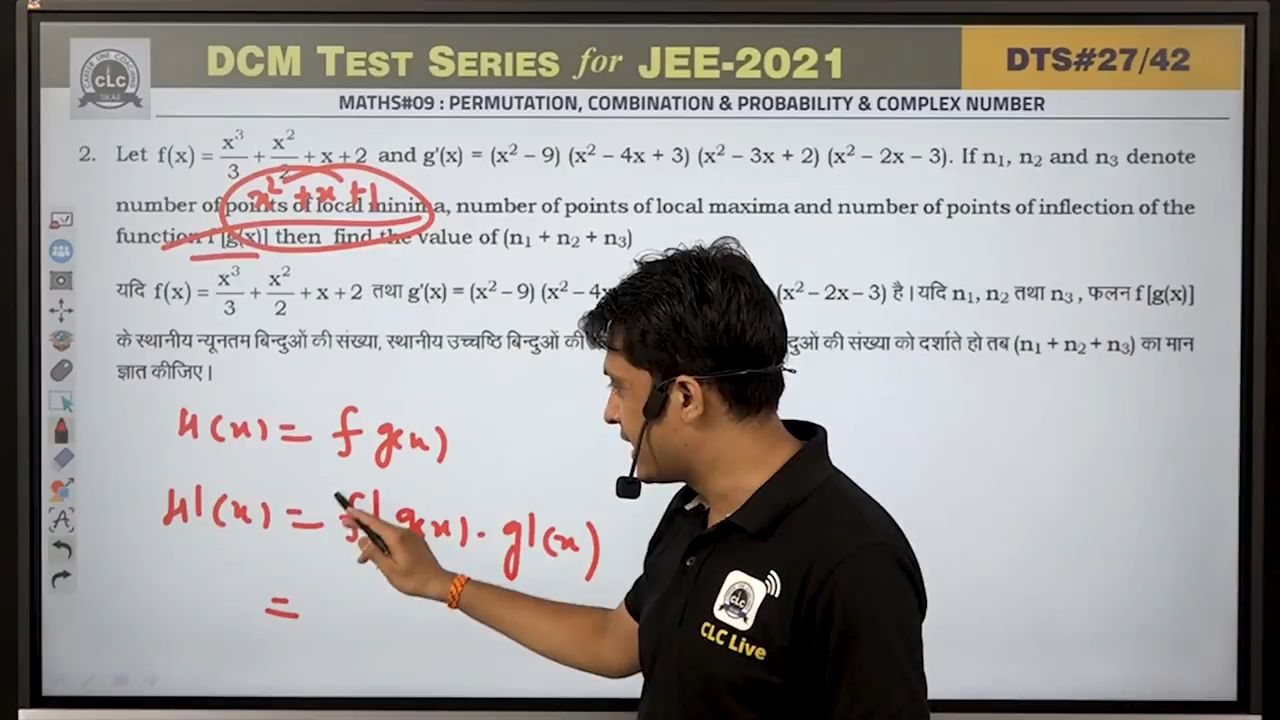 DCM TEST SERIES for JEE-2021
DTS#27/42
CLC
MATHS#09 : PERMUTATION, COMBINATION & PROBABILITY & COMPLEX NUMBER
2. Let f(x) = x³/3 + x²/2 + x + 2 and g'(x) = (x² – 9) (x² – 4x + 3) (x² – 3x + 2) (x² – 2x – 3). If n₁, n₂ and n₃ denote
x² + x + 1
number of points of local minima, number of points of local maxima and number of points of inflection of the
function f [g(x)] then find the value of (n₁ + n₂ + n₃)
यदि f(x) = x³/3 + x²/2 + x + 2 तथा g'(x) = (x² – 9) (x² – 4x (x² – 2x – 3) है। यदि n₁, n₂ तथा n₃, फलन f [g(x)]
के स्थानीय न्यूनतम बिन्दुओं की संख्या, स्थानीय उच्चष्ठि बिन्दुओं की की संख्या को दर्शाते हो तब (n₁ + n₂ + n₃) का मान
ज्ञात कीजिए।
H(x) = f g(x)
H'(x) = f' g(x) . g'(x)
=
CLC
CLC Live